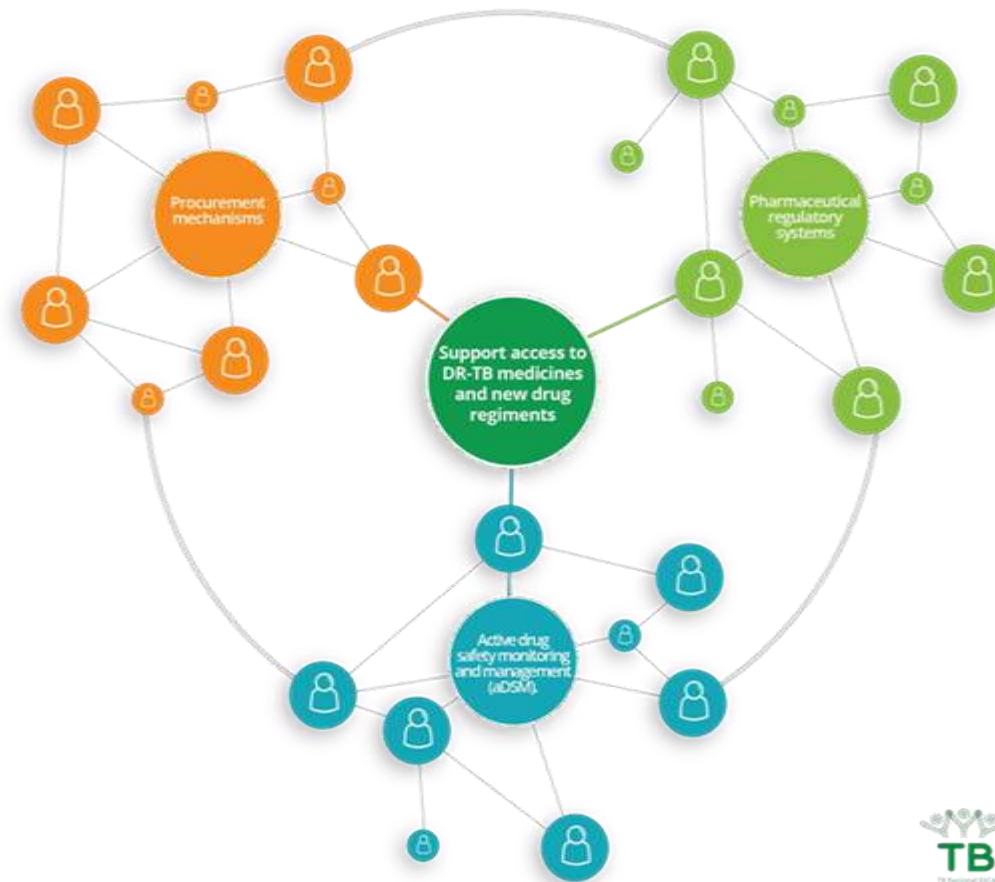 Procurement
mechanisms
Pharmaceutical
regulatory
systems
Support access to
DR-TB medicines
and new drug
regiments
Active drug
safety monitoring
and management
(aDSM).
TB